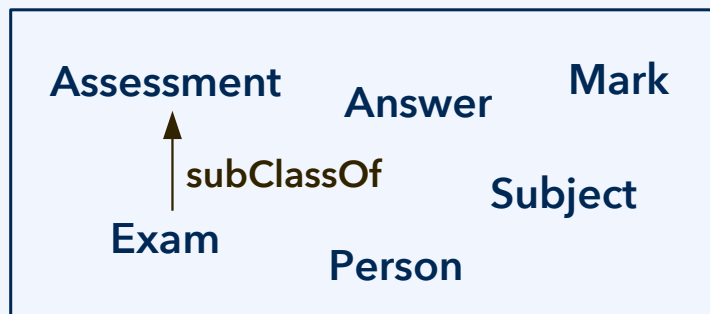 Assessment
Answer
Mark
subClassOf
Subject
Exam
Person